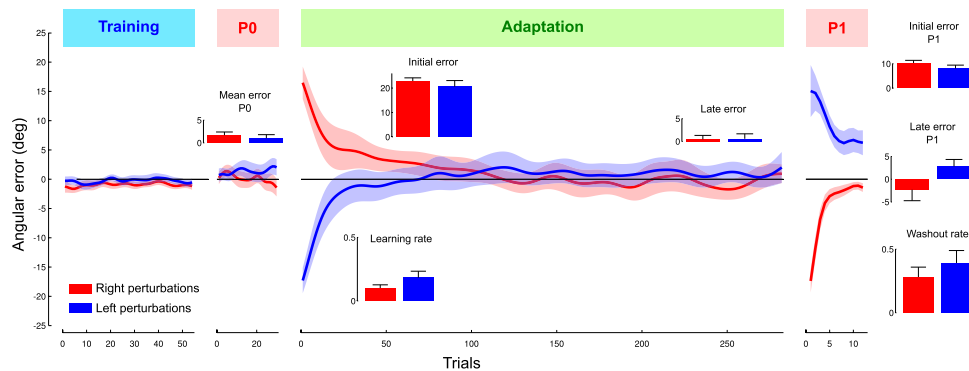 Training
P0
Adaptation
P1
Angular error (deg)
25
20
15
10
5
0
-5
-10
-15
-20
-25
Mean error
P0
5
0
Initial error
20
10
0
Late error
5
0
Learning rate
0.5
0
Initial error
P1
10
0
Late error
P1
5
0
-5
Washout rate
0.5
0
Right perturbations
Left perturbations
0 10 20 30 40 50
0 10 20
0 50 100 150 200 250
0 5 10
Trials